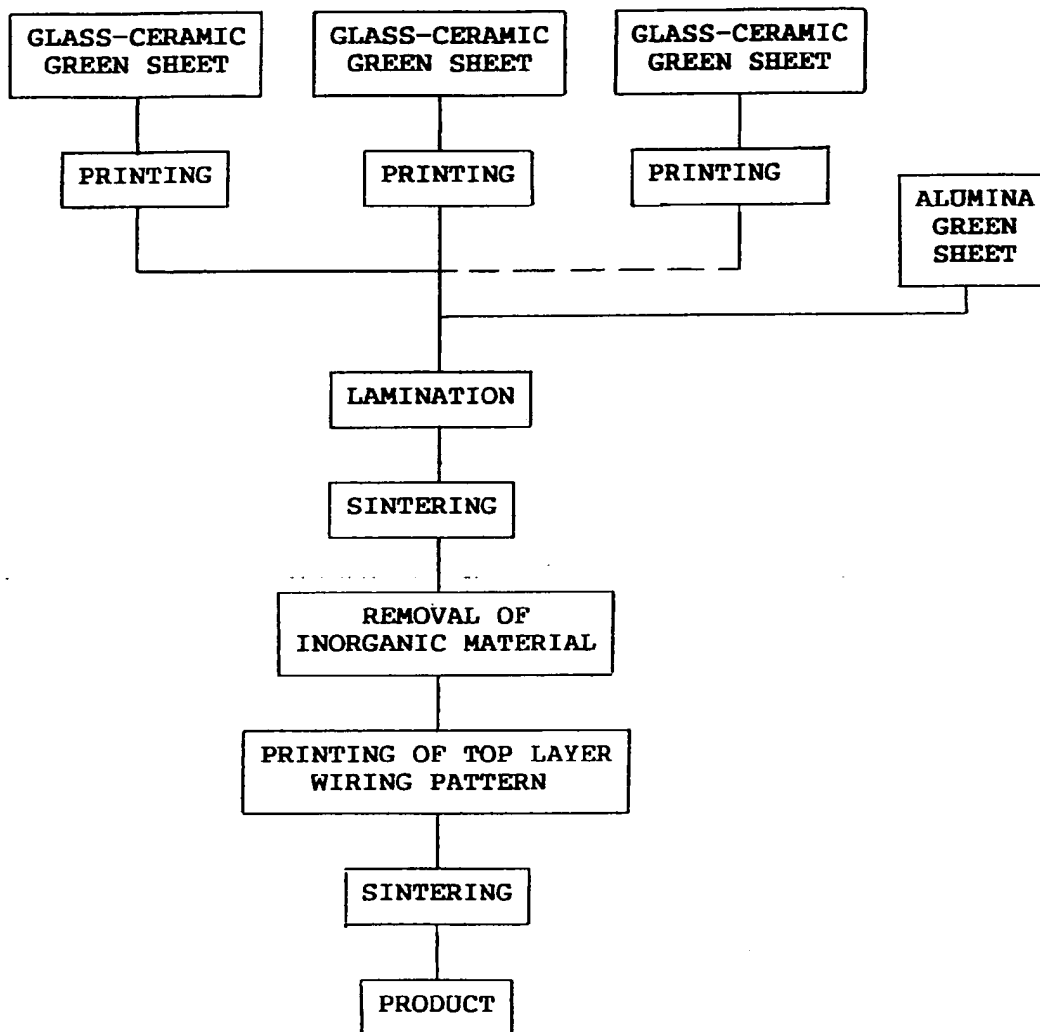 GLASS-CERAMIC
GREEN SHEET
GLASS-CERAMIC
GREEN SHEET
GLASS-CERAMIC
GREEN SHEET
PRINTING
PRINTING
PRINTING
ALUMINA
GREEN
SHEET
LAMINATION
SINTERING
REMOVAL OF
INORGANIC MATERIAL
PRINTING OF TOP LAYER
WIRING PATTERN
SINTERING
PRODUCT